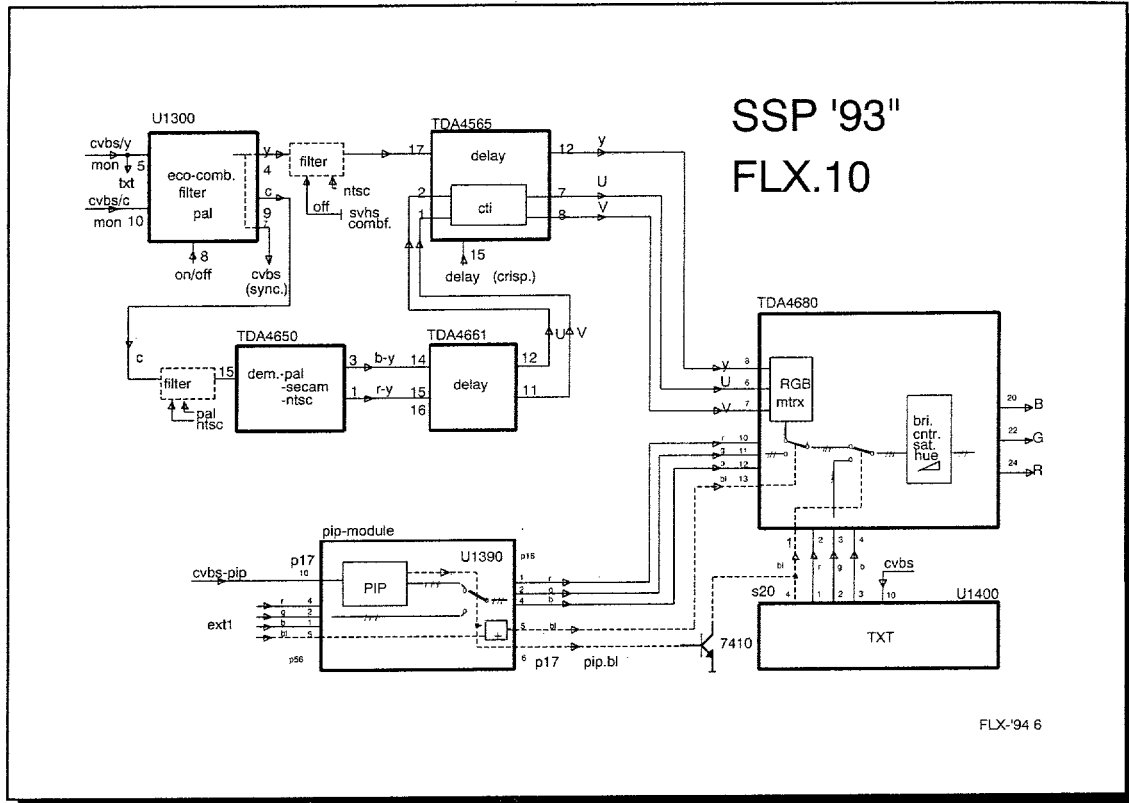 SSP '93"
FLX.10
U1300
cvbs/y
mon
5
txt
cvbs/c
mon 10
eco-comb.
filter
pal
y
4
c
9
8
on/off
cvbs
(sync.)
filter
ntsc
off
svhs
combf.
TDA4565
17
delay
12
y
2
1
cti
7
8
U
V
15
delay (crisp.)
c
filter
pal
ntsc
TDA4650
15
dem.-pal
-secam
-ntsc
3
b-y
1
r-y
TDA4661
14
15
16
delay
12
11
U
V
TDA4680
y
8
U
6
V
7
RGB
mtrx
r
10
g
11
b
12
bl
13
bri.
cntr.
sat.
hue
20
B
22
G
24
R
1
2
3
4
pip-module
U1390
p17
10
cvbs-pip
PIP
p16
1
r
2
g
4
b
r
4
g
2
b
1
bl
5
ext1
p56
+
5
bl
6
p17
pip.bl
7410
bl
r
g
b
cvbs
s20
4
1
2
3
10
U1400
TXT
FLX-'94 6